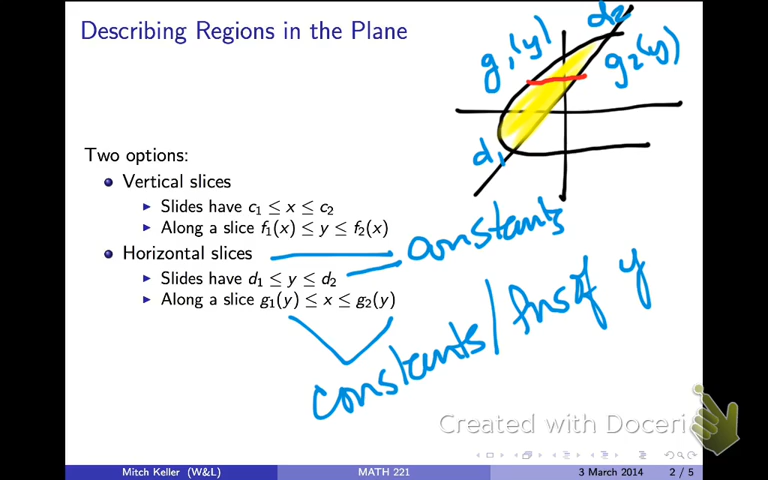 Describing Regions in the Plane
d2
g1(y)
g2(y)
d1
Two options:
Vertical slices
Slides have c₁ ≤ x ≤ c₂
Along a slice f₁(x) ≤ y ≤ f₂(x)
Horizontal slices
constants
Slides have d₁ ≤ y ≤ d₂
Along a slice g₁(y) ≤ x ≤ g₂(y)
constants/fns of y
Created with Doceri
Mitch Keller (W&L) MATH 221 3 March 2014 2 / 5